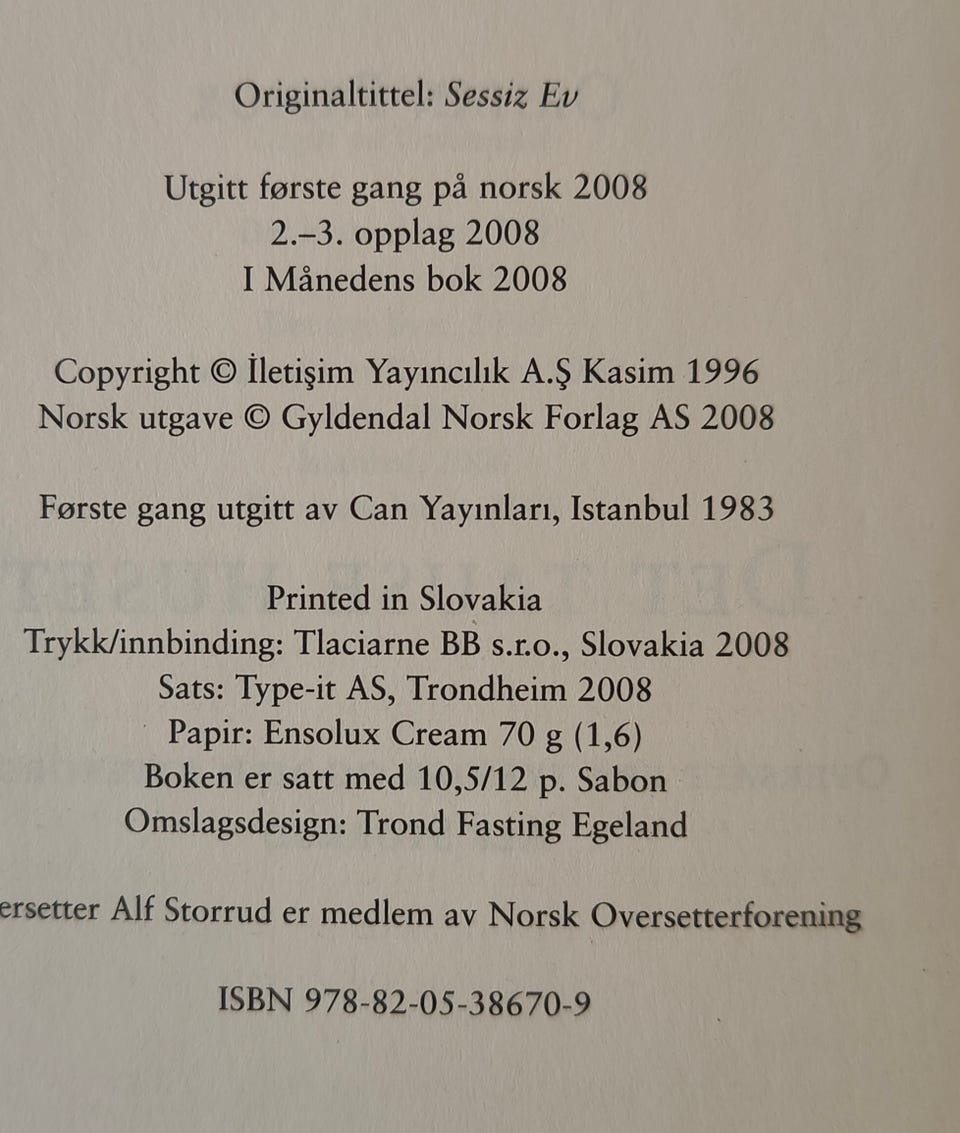 Originaltittel: Sessiz Ev
Utgitt første gang på norsk 2008
2.–3. opplag 2008
I Månedens bok 2008
Copyright © İletişim Yayıncılık A.Ş Kasim 1996
Norsk utgave © Gyldendal Norsk Forlag AS 2008
Første gang utgitt av Can Yayınları, Istanbul 1983
Printed in Slovakia
Trykk/innbinding: Tlaciarne BB s.r.o., Slovakia 2008
Sats: Type-it AS, Trondheim 2008
Papir: Ensolux Cream 70 g (1,6)
Boken er satt med 10,5/12 p. Sabon
Omslagsdesign: Trond Fasting Egeland
ersetter Alf Storrud er medlem av Norsk Oversetterforening
ISBN 978-82-05-38670-9